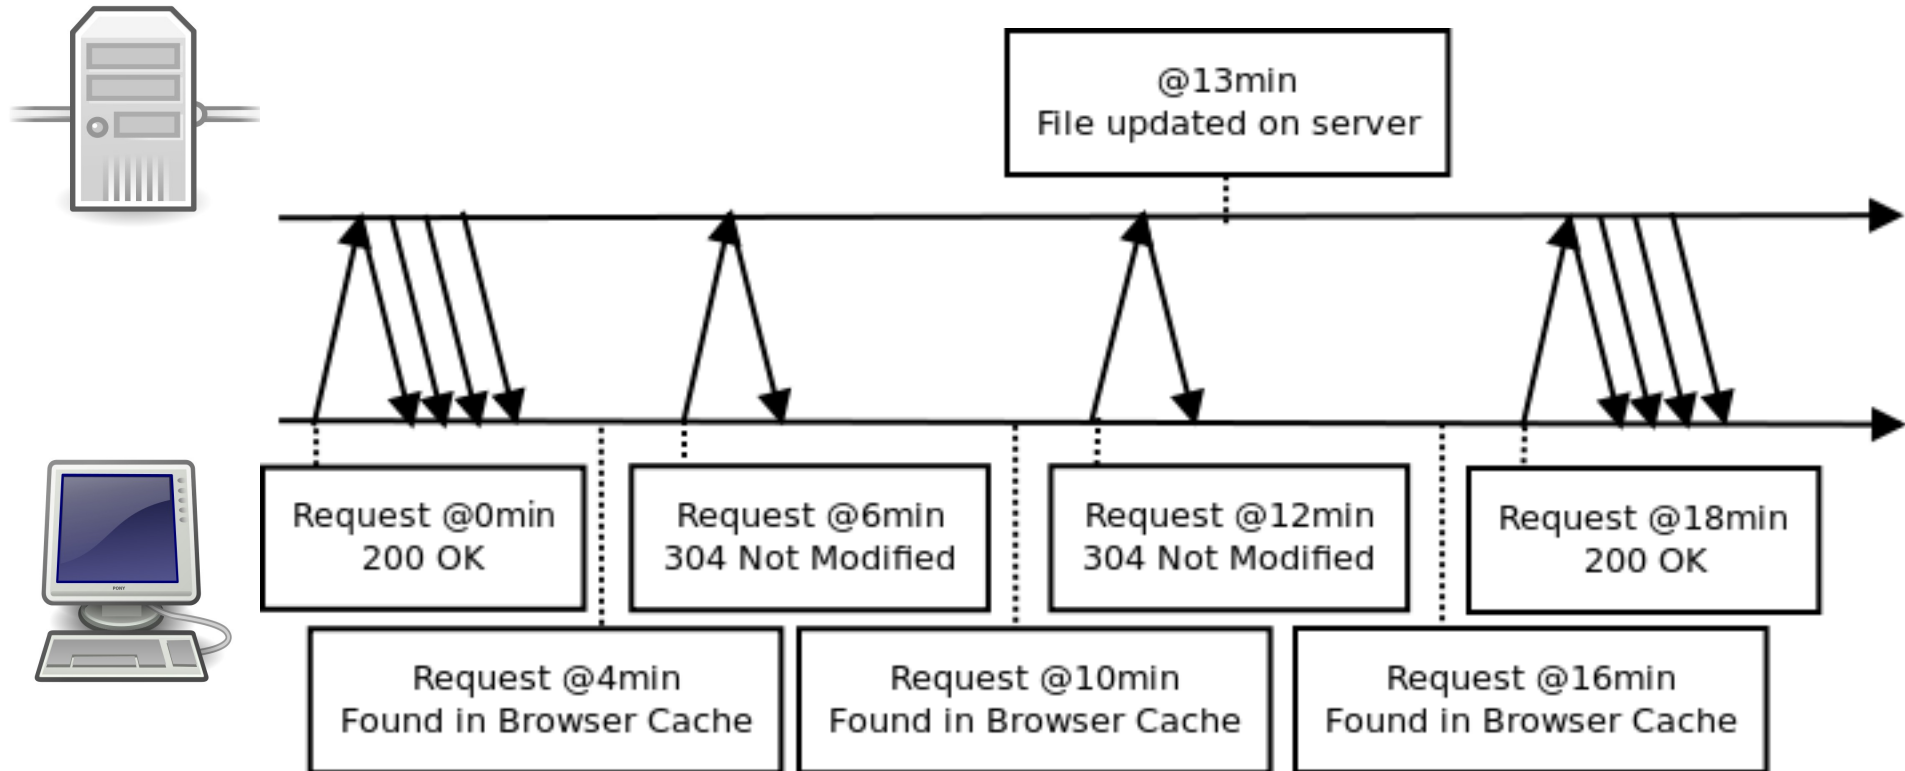 @13min
File updated on server
Request @0min
200 OK
Request @6min
304 Not Modified
Request @12min
304 Not Modified
Request @18min
200 OK
Request @4min
Found in Browser Cache
Request @10min
Found in Browser Cache
Request @16min
Found in Browser Cache